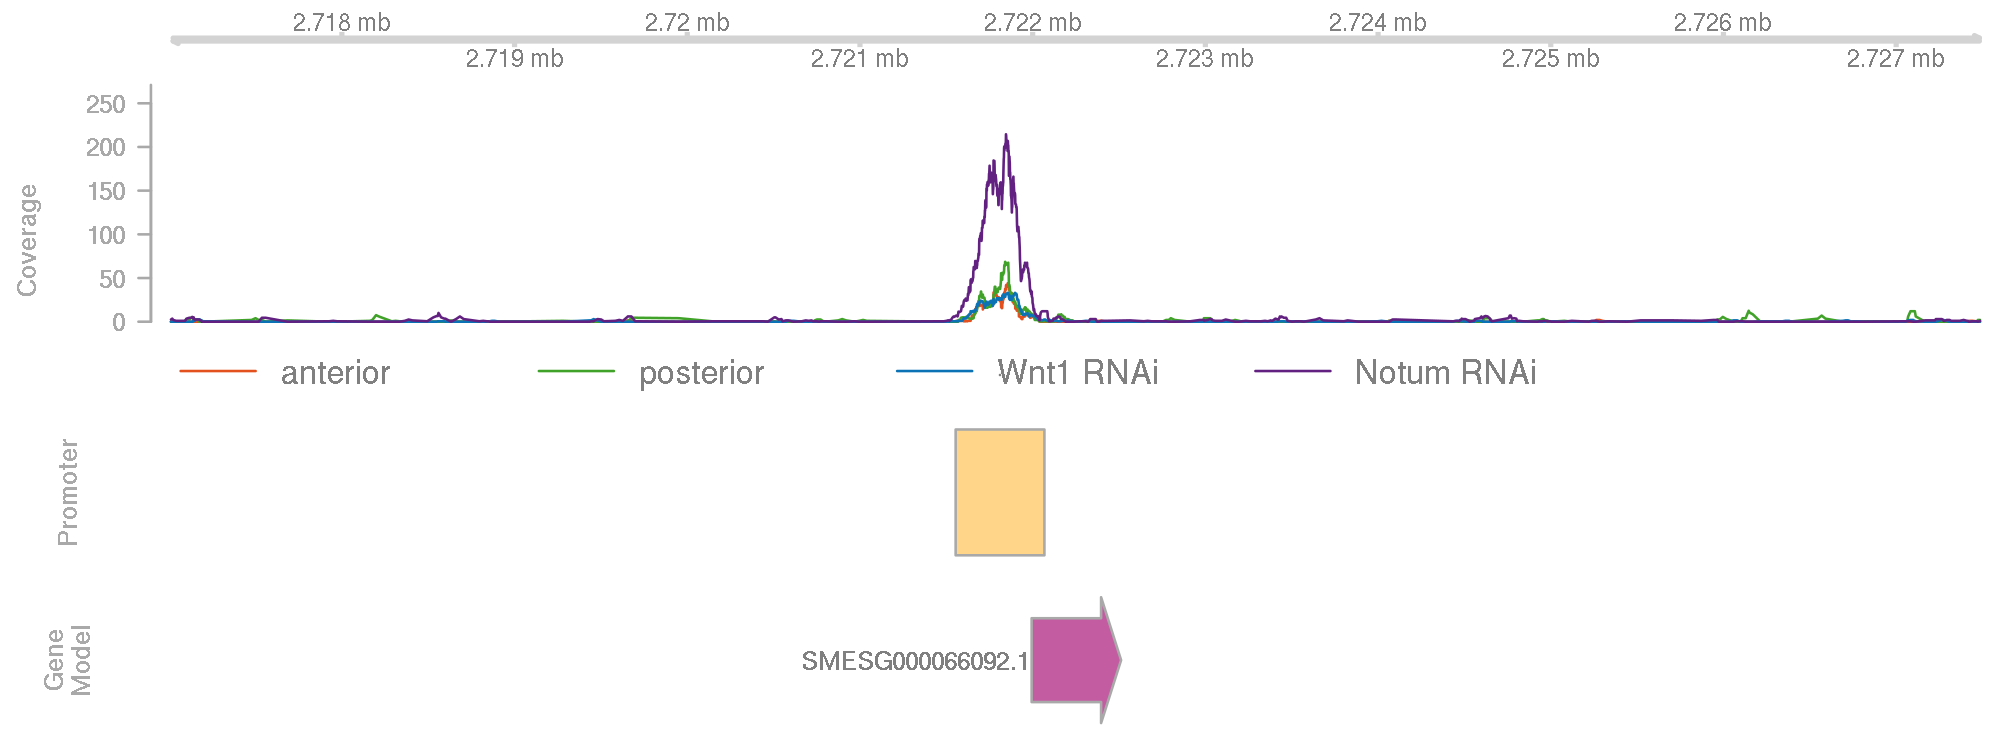 2.718 mb 2.72 mb 2.722 mb 2.724 mb 2.726 mb
2.719 mb 2.721 mb 2.723 mb 2.725 mb 2.727 mb
Coverage
250
200
150
100
50
0
anterior posterior Wnt1 RNAi Notum RNAi
Promoter
Gene
Model
SMESG000066092.1